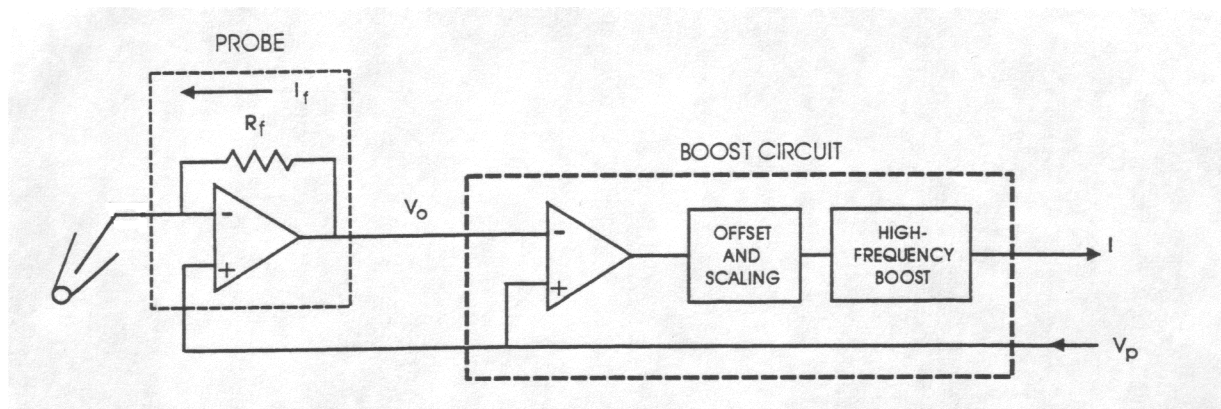 PROBE
I_f
R_f
-
+
V_o
BOOST CIRCUIT
-
+
OFFSET
AND
SCALING
HIGH-
FREQUENCY
BOOST
I
V_p